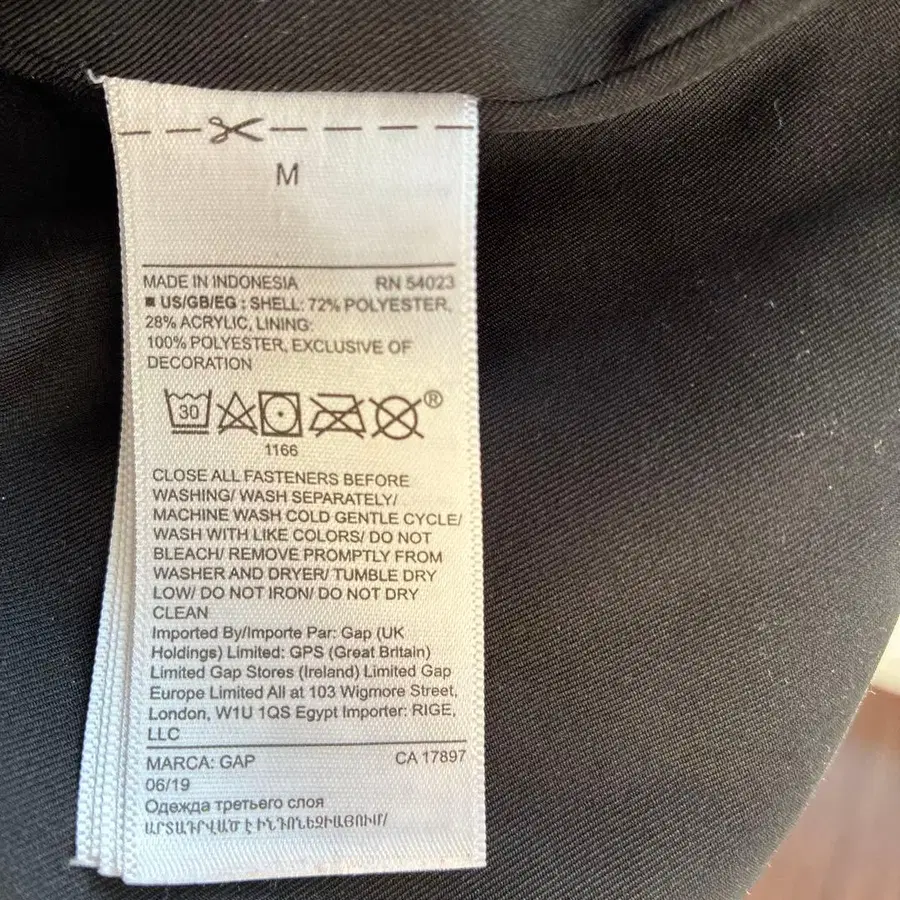 M
MADE IN INDONESIA RN 54023
■ US/GB/EG : SHELL: 72% POLYESTER,
28% ACRYLIC, LINING:
100% POLYESTER, EXCLUSIVE OF
DECORATION
30 ®
1166
CLOSE ALL FASTENERS BEFORE
WASHING/ WASH SEPARATELY/
MACHINE WASH COLD GENTLE CYCLE/
WASH WITH LIKE COLORS/ DO NOT
BLEACH/ REMOVE PROMPTLY FROM
WASHER AND DRYER/ TUMBLE DRY
LOW/ DO NOT IRON/ DO NOT DRY
CLEAN
Imported By/Importe Par: Gap (UK
Holdings) Limited: GPS (Great Britain)
Limited Gap Stores (Ireland) Limited Gap
Europe Limited All at 103 Wigmore Street,
London, W1U 1QS Egypt Importer: RIGE,
LLC
MARCA: GAP CA 17897
06/19
Одежда третьего слоя
ԱՐՏԱԴՐՎԱԾ Է ԻՆԴՈՆԵԶԻԱՅՈՒՄ/